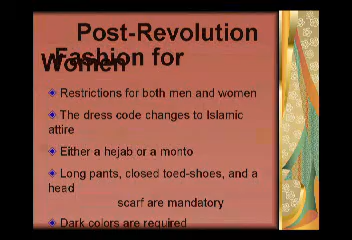 Post-Revolution
Fashion for
Women
Restrictions for both men and women
The dress code changes to Islamic
attire
Either a hejab or a monto
Long pants, closed toed-shoes, and a
head
scarf are mandatory
Dark colors are required